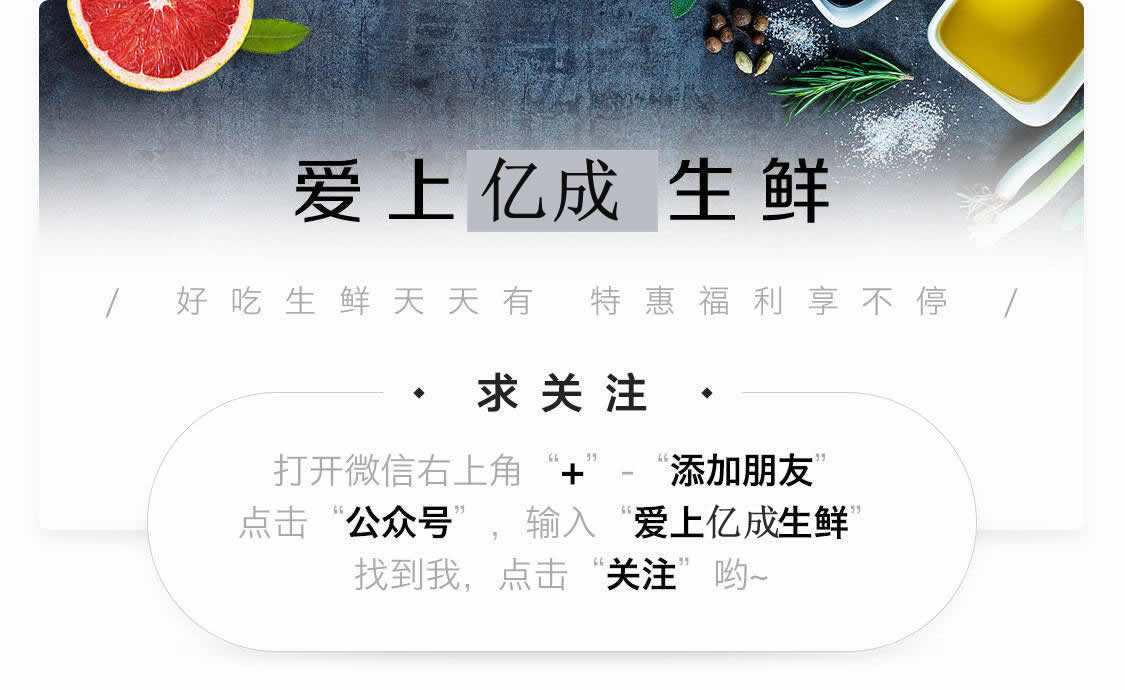 爱上亿成生鲜
/ 好吃生鲜天天有 特惠福利享不停 /
· 求关注 ·
打开微信右上角“+”-“添加朋友”
点击“公众号”，输入“爱上亿成生鲜”
找到我，点击“关注”哟~